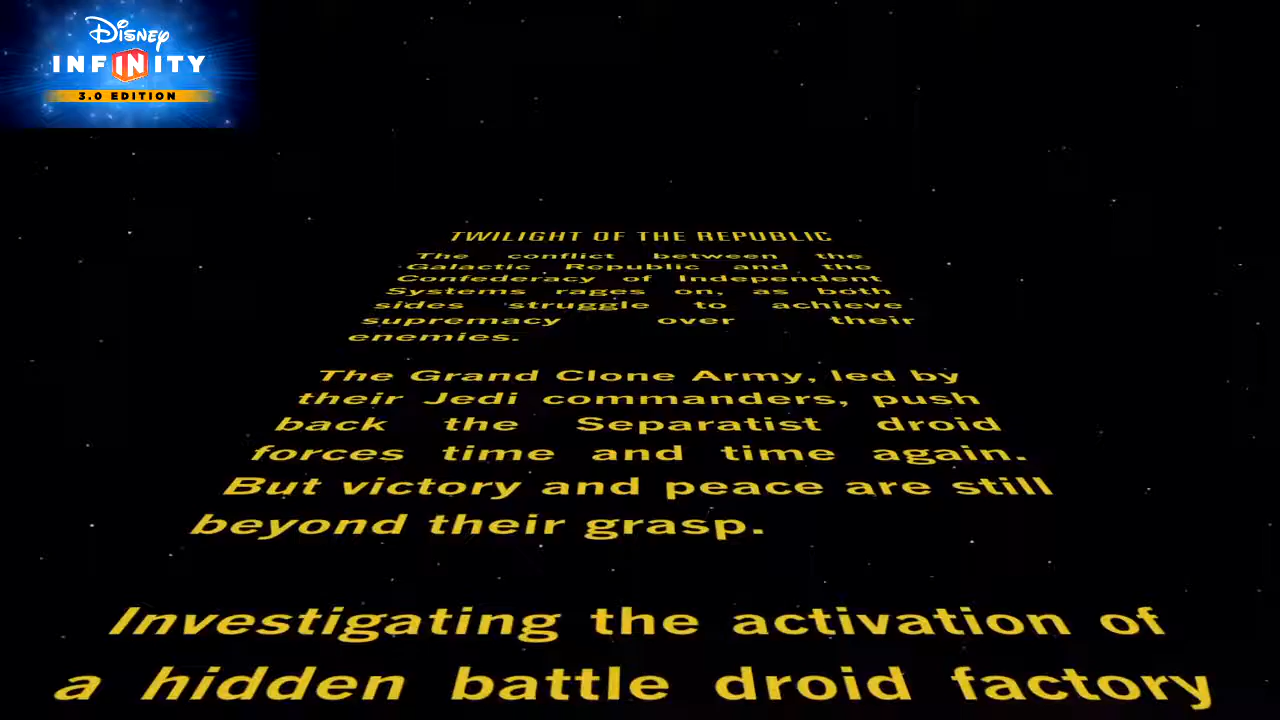 Disney
INFINITY
3.0 EDITION
TWILIGHT OF THE REPUBLIC
The conflict between the
Galactic Republic and the
Confederacy of Independent
Systems rages on, as both
sides struggle to achieve
supremacy over their
enemies.
The Grand Clone Army, led by
their Jedi commanders, push
back the Separatist droid
forces time and time again.
But victory and peace are still
beyond their grasp.
Investigating the activation of
a hidden battle droid factory